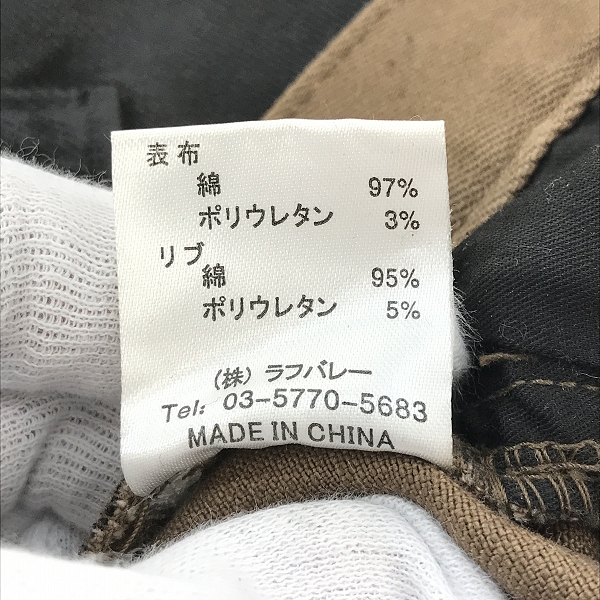 表布
綿 97%
ポリウレタン 3%
リブ
綿 95%
ポリウレタン 5%
(株) ラフバレー
Tel: 03-5770-5683
MADE IN CHINA